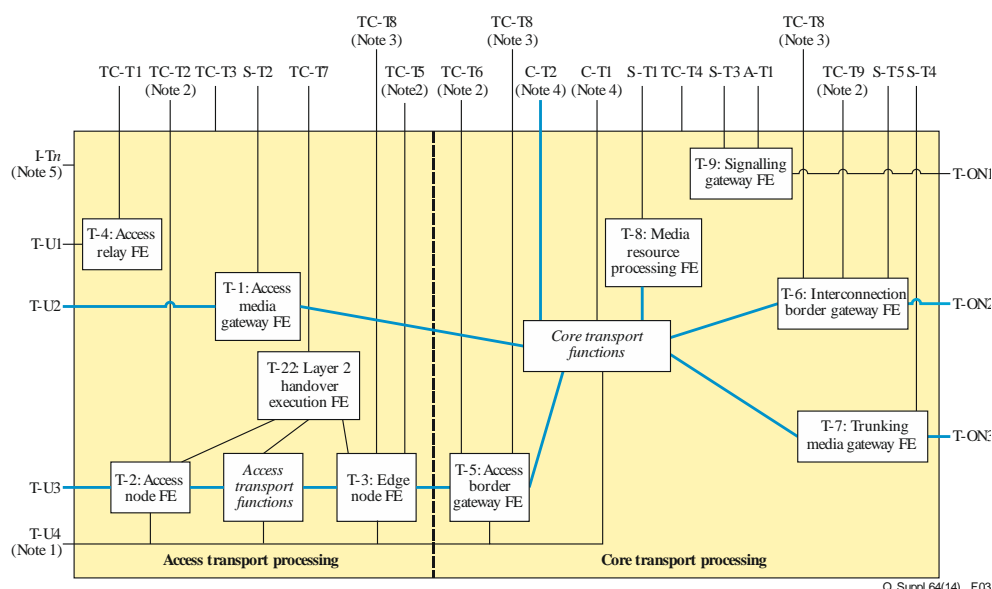 TC-T8
(Note 3)
TC-T8
(Note 3)
TC-T8
(Note 3)
TC-T1
TC-T2
(Note 2)
TC-T3
S-T2
TC-T7
TC-T5
(Note2)
TC-T6
(Note 2)
C-T2
(Note 4)
C-T1
(Note 4)
S-T1
TC-T4
S-T3
A-T1
TC-T9
(Note 2)
S-T5
S-T4
I-Tn
(Note 5)
T-9: Signalling
gateway FE
T-ON1
T-U1
T-4: Access
relay FE
T-8: Media
resource
processing FE
T-U2
T-1: Access
media
gateway FE
T-6: Interconnection
border gateway FE
T-ON2
Core transport
functions
T-22: Layer 2
handover
execution FE
T-7: Trunking
media gateway FE
T-ON3
T-U3
T-2: Access
node FE
Access
transport
functions
T-3: Edge
node FE
T-5: Access
border
gateway FE
T-U4
(Note 1)
Access transport processing
Core transport processing
Q.Suppl.64(14)_F03